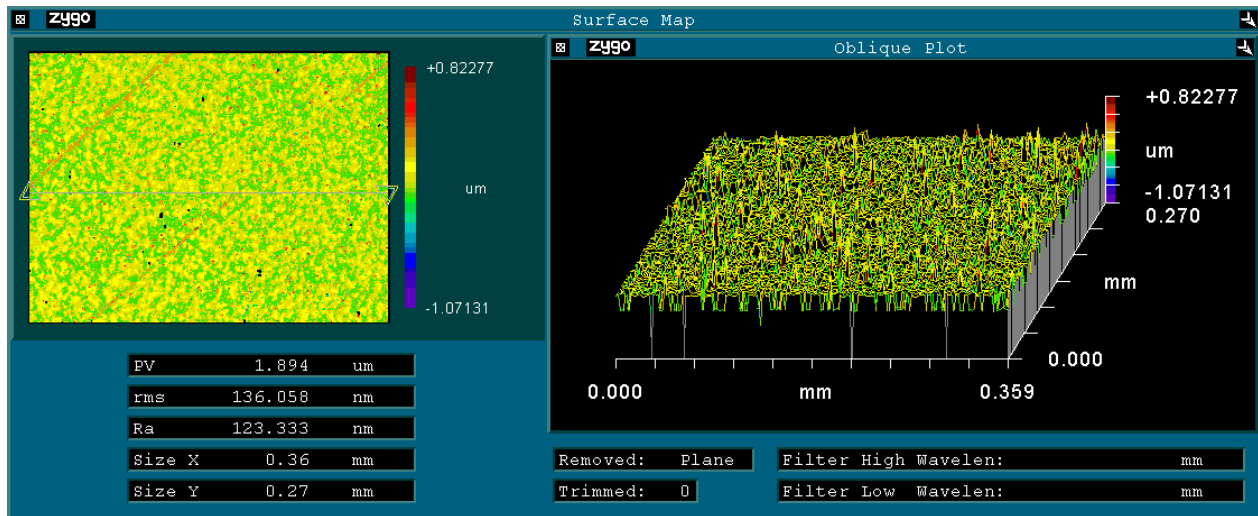 zygo Surface Map
+0.82277
um
-1.07131
zygo Oblique Plot
+0.82277
um
-1.07131
0.270
mm
0.000
0.000 mm 0.359
PV 1.894 um
rms 136.058 nm
Ra 123.333 nm
Size X 0.36 mm
Size Y 0.27 mm
Removed: Plane
Trimmed: 0
Filter High Wavelen: mm
Filter Low Wavelen: mm